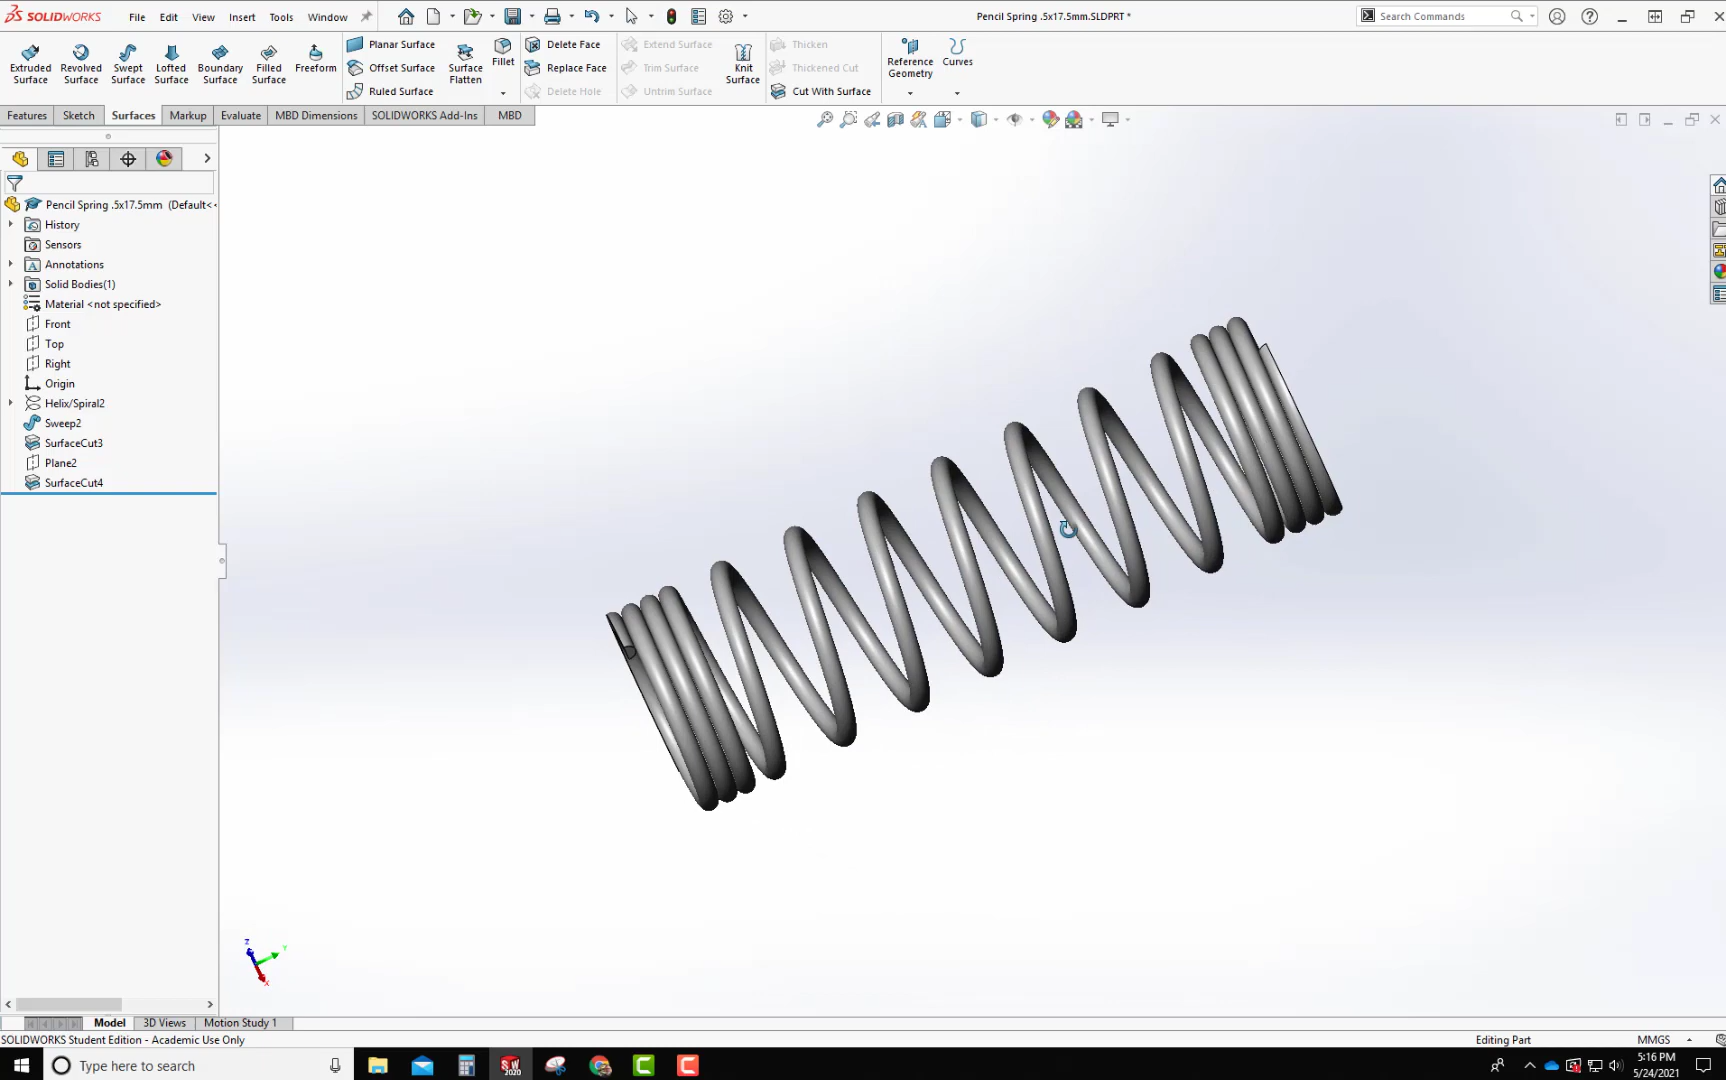 SOLIDWORKS File Edit View Insert Tools Window Pencil Spring .5x17.5mm.SLDPRT * Search Commands
Extruded Surface
Revolved Surface
Swept Surface
Lofted Surface
Boundary Surface
Filled Surface
Freeform
Planar Surface
Offset Surface
Ruled Surface
Surface Flatten
Fillet
Delete Face
Replace Face
Delete Hole
Extend Surface
Trim Surface
Untrim Surface
Knit Surface
Thicken
Thickened Cut
Cut With Surface
Reference Geometry
Curves
Features Sketch Surfaces Markup Evaluate MBD Dimensions SOLIDWORKS Add-Ins MBD
Pencil Spring .5x17.5mm (Default<<
History
Sensors
Annotations
Solid Bodies(1)
Material <not specified>
Front
Top
Right
Origin
Helix/Spiral2
Sweep2
SurfaceCut3
Plane2
SurfaceCut4
Z
Y
X
Model 3D Views Motion Study 1
SOLIDWORKS Student Edition - Academic Use Only Editing Part MMGS
Type here to search
SW
2020
5:16 PM
5/24/2021